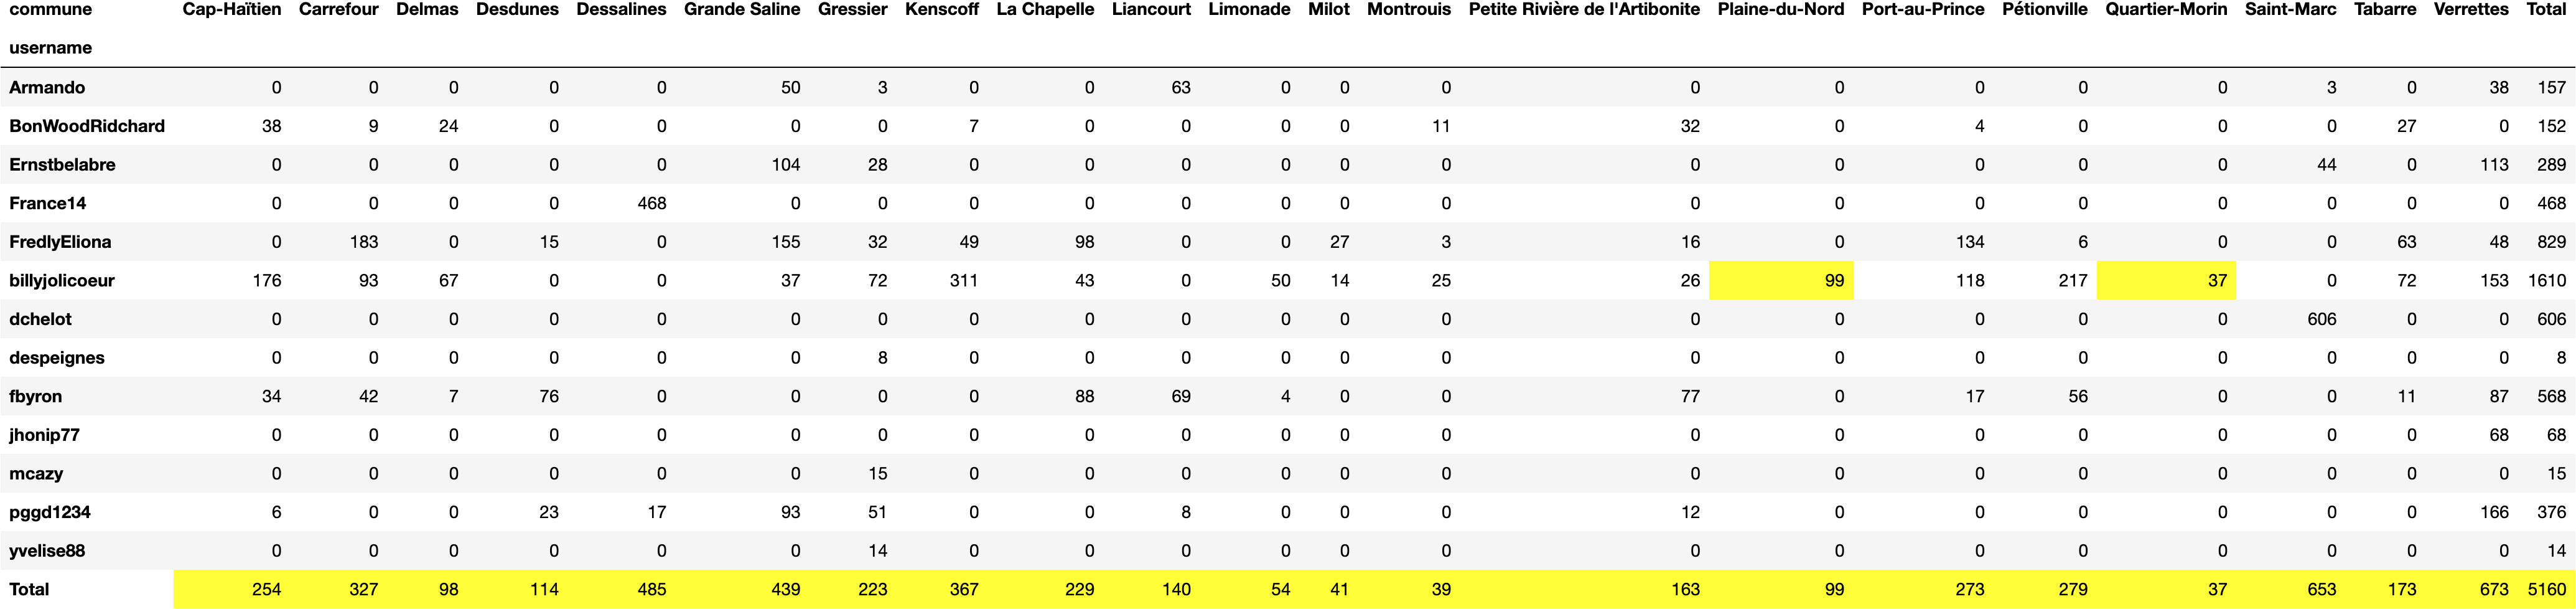 commune Cap-Haïtien Carrefour Delmas Desdunes Dessalines Grande Saline Gressier Kenscoff La Chapelle Liancourt Limonade Milot Montrouis Petite Rivière de l'Artibonite Plaine-du-Nord Port-au-Prince Pétionville Quartier-Morin Saint-Marc Tabarre Verrettes Total
username
Armando 0 0 0 0 0 50 3 0 0 63 0 0 0 0 0 0 0 0 3 0 38 157
BonWoodRidchard 38 9 24 0 0 0 0 7 0 0 0 0 11 32 0 4 0 0 0 27 0 152
Ernstbelabre 0 0 0 0 0 104 28 0 0 0 0 0 0 0 0 0 0 0 44 0 113 289
France14 0 0 0 0 468 0 0 0 0 0 0 0 0 0 0 0 0 0 0 0 0 468
FredlyEliona 0 183 0 15 0 155 32 49 98 0 0 27 3 16 0 134 6 0 0 63 48 829
billyjolicoeur 176 93 67 0 0 37 72 311 43 0 50 14 25 26 99 118 217 37 0 72 153 1610
dchelot 0 0 0 0 0 0 0 0 0 0 0 0 0 0 0 0 0 0 606 0 0 606
despeignes 0 0 0 0 0 0 8 0 0 0 0 0 0 0 0 0 0 0 0 0 0 8
fbyron 34 42 7 76 0 0 0 0 88 69 4 0 0 77 0 17 56 0 0 11 87 568
jhonip77 0 0 0 0 0 0 0 0 0 0 0 0 0 0 0 0 0 0 0 0 68 68
mcazy 0 0 0 0 0 0 15 0 0 0 0 0 0 0 0 0 0 0 0 0 0 15
pggd1234 6 0 0 23 17 93 51 0 0 8 0 0 0 12 0 0 0 0 0 0 166 376
yvelise88 0 0 0 0 0 0 14 0 0 0 0 0 0 0 0 0 0 0 0 0 0 14
Total 254 327 98 114 485 439 223 367 229 140 54 41 39 163 99 273 279 37 653 173 673 5160